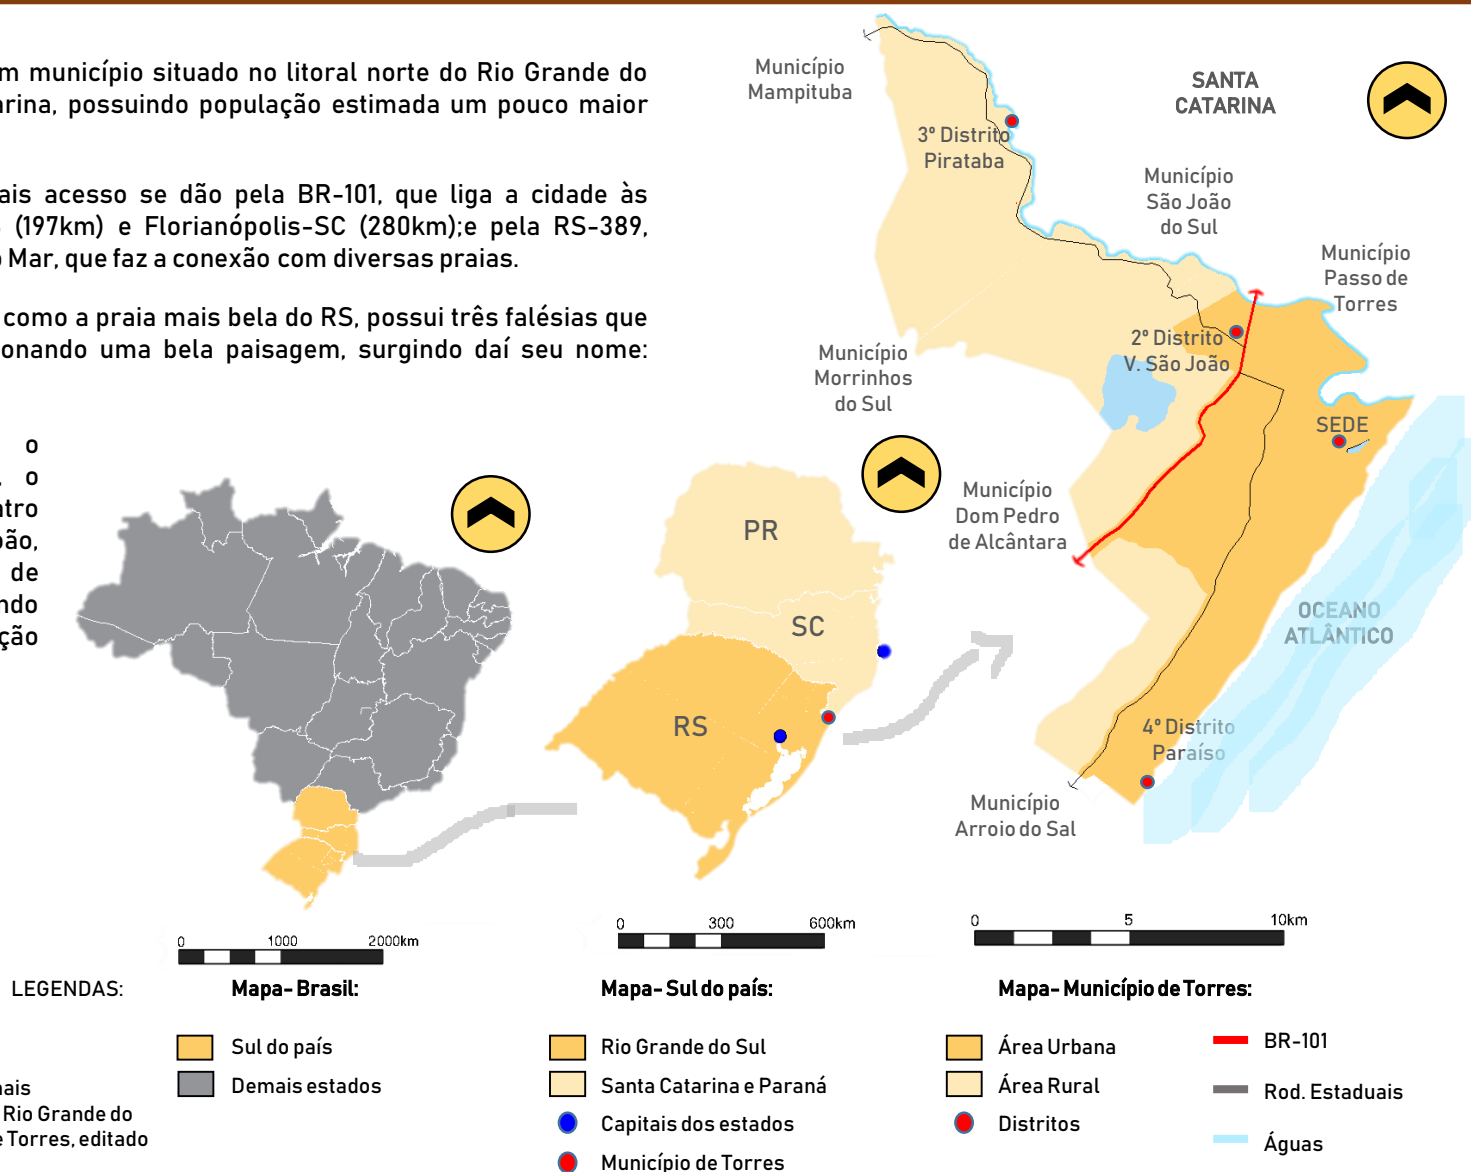 m município situado no litoral norte do Rio Grande do
arina, possuindo população estimada um pouco maior
ais acesso se dão pela BR-101, que liga a cidade às
(197km) e Florianópolis-SC (280km);e pela RS-389,
o Mar, que faz a conexão com diversas praias.
como a praia mais bela do RS, possui três falésias que
onando uma bela paisagem, surgindo daí seu nome:
o
o
atro
oão,
de
ndo
ção
Município
Mampituba
SANTA
CATARINA
3º Distrito
Pirataba
Município
São João
do Sul
Município
Passo de
Torres
2º Distrito
V. São João
Município
Morrinhos
do Sul
SEDE
Município
Dom Pedro
de Alcântara
OCEANO
ATLÂNTICO
4º Distrito
Paraíso
Município
Arroio do Sal
PR
SC
RS
0 1000 2000km
0 300 600km
0 5 10km
LEGENDAS:
Mapa- Brasil:
Sul do país
Demais estados
Mapa- Sul do país:
Rio Grande do Sul
Santa Catarina e Paraná
Capitais dos estados
Município de Torres
Mapa- Município de Torres:
Área Urbana
Área Rural
Distritos
BR-101
Rod. Estaduais
Águas
nais
Rio Grande do
e Torres, editado